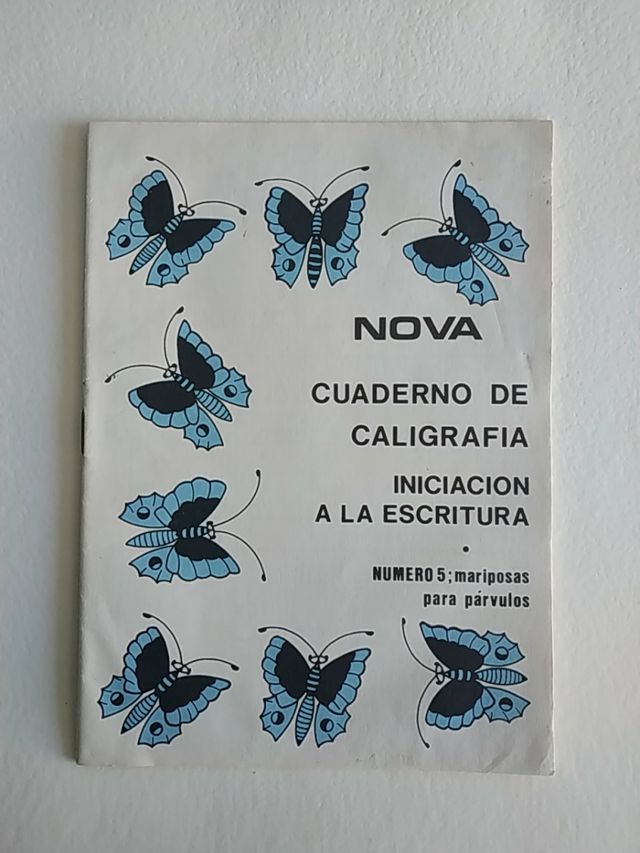 NOVA
CUADERNO DE
CALIGRAFIA
INICIACION
A LA ESCRITURA
•
NUMERO 5; mariposas
para párvulos